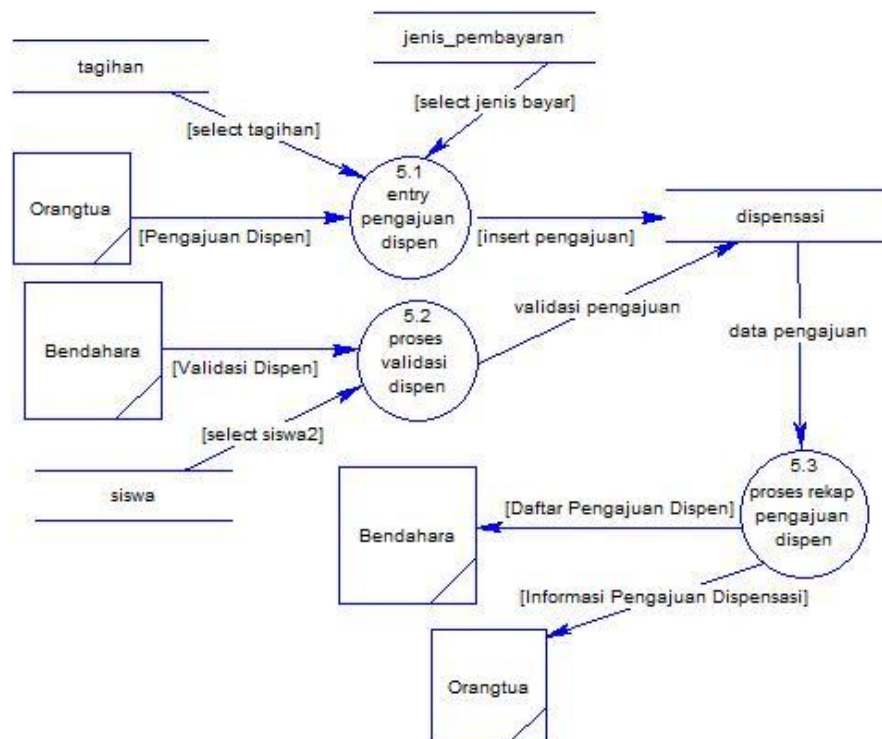 jenis_pembayaran
tagihan
[select jenis bayar]
[select tagihan]
5.1
entry
pengajuan
dispen
Orangtua
[Pengajuan Dispen]
[insert pengajuan]
dispensasi
validasi pengajuan
5.2
proses
validasi
dispen
Bendahara
[Validasi Dispen]
data pengajuan
[select siswa2]
siswa
5.3
proses rekap
pengajuan
dispen
[Daftar Pengajuan Dispen]
Bendahara
[Informasi Pengajuan Dispensasi]
Orangtua